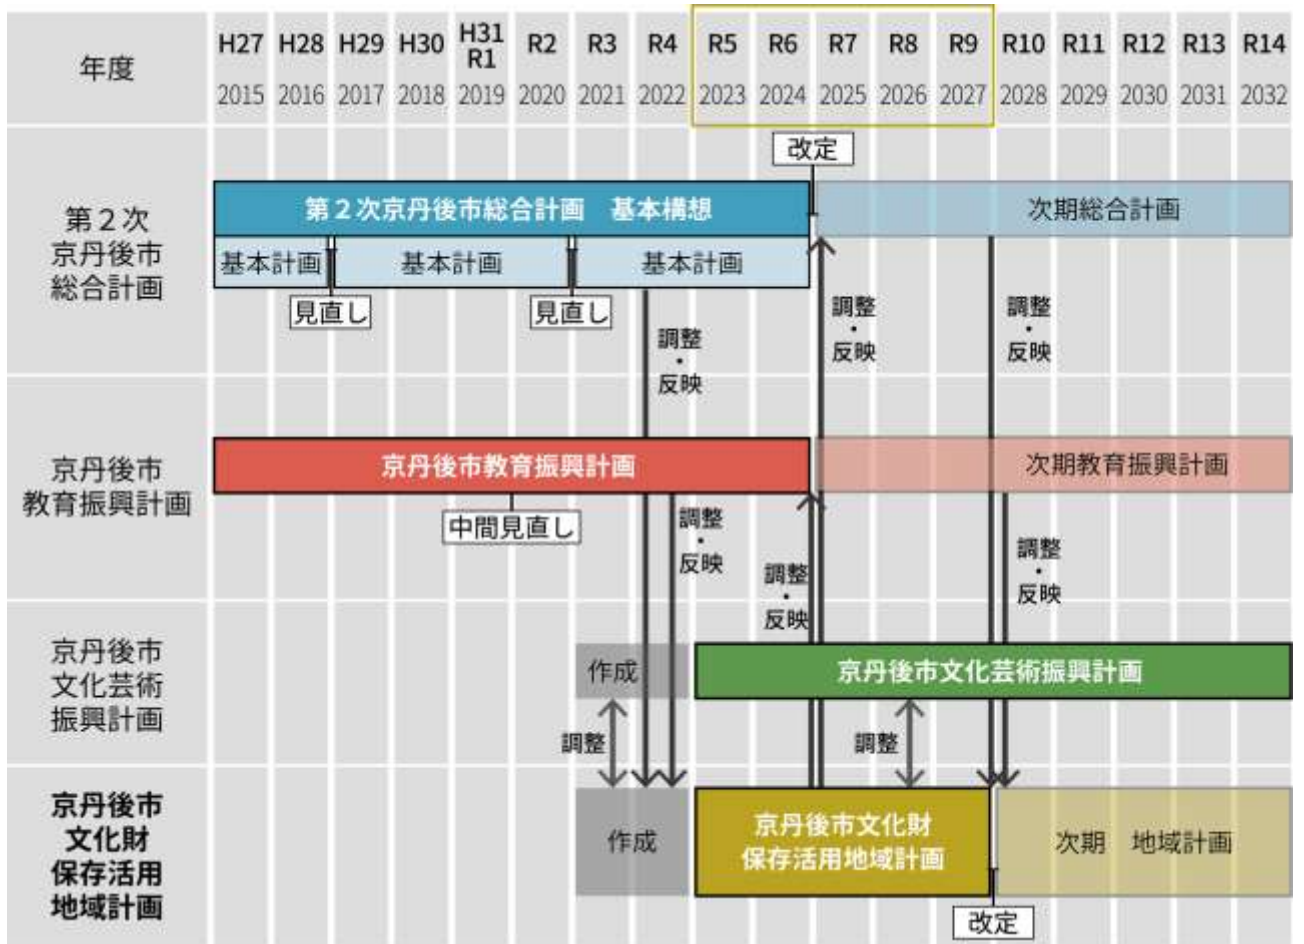 年度
H27 H28 H29 H30 H31 R1 R2 R3 R4 R5 R6 R7 R8 R9 R10 R11 R12 R13 R14
2015 2016 2017 2018 2019 2020 2021 2022 2023 2024 2025 2026 2027 2028 2029 2030 2031 2032
改定
第２次
京丹後市
総合計画
第２次京丹後市総合計画　基本構想
次期総合計画
基本計画
基本計画
基本計画
見直し
見直し
調整
・
反映
調整
・
反映
調整
・
反映
京丹後市
教育振興計画
京丹後市教育振興計画
次期教育振興計画
中間見直し
調整
・
反映
調整
・
反映
調整
・
反映
京丹後市
文化芸術
振興計画
作成
京丹後市文化芸術振興計画
調整
調整
京丹後市
文化財
保存活用
地域計画
作成
京丹後市文化財
保存活用地域計画
次期　地域計画
改定